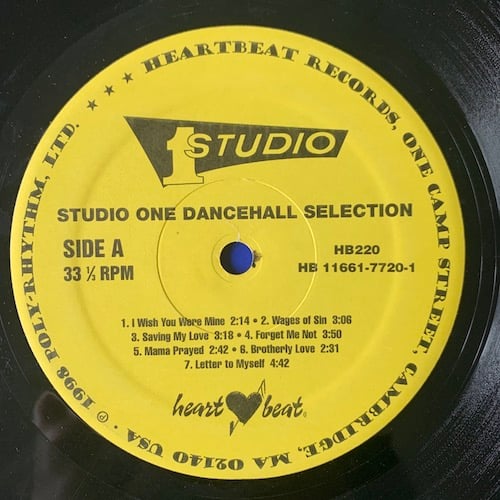 ★ ★ ★ HEARTBEAT RECORDS, ONE CAMP STREET, CAMBRIDGE, MA 02140 USA • ℗ 1998 POLY-RHYTHM, LTD.
1 STUDIO
STUDIO ONE DANCEHALL SELECTION
SIDE A
33 ⅓ RPM
HB220
HB 11661-7720-1
1. I Wish You Were Mine 2:14 • 2. Wages of Sin 3:06
3. Saving My Love 3:18 • 4. Forget Me Not 3:50
5. Mama Prayed 2:42 • 6. Brotherly Love 2:31
7. Letter to Myself 4:42
heart beat®